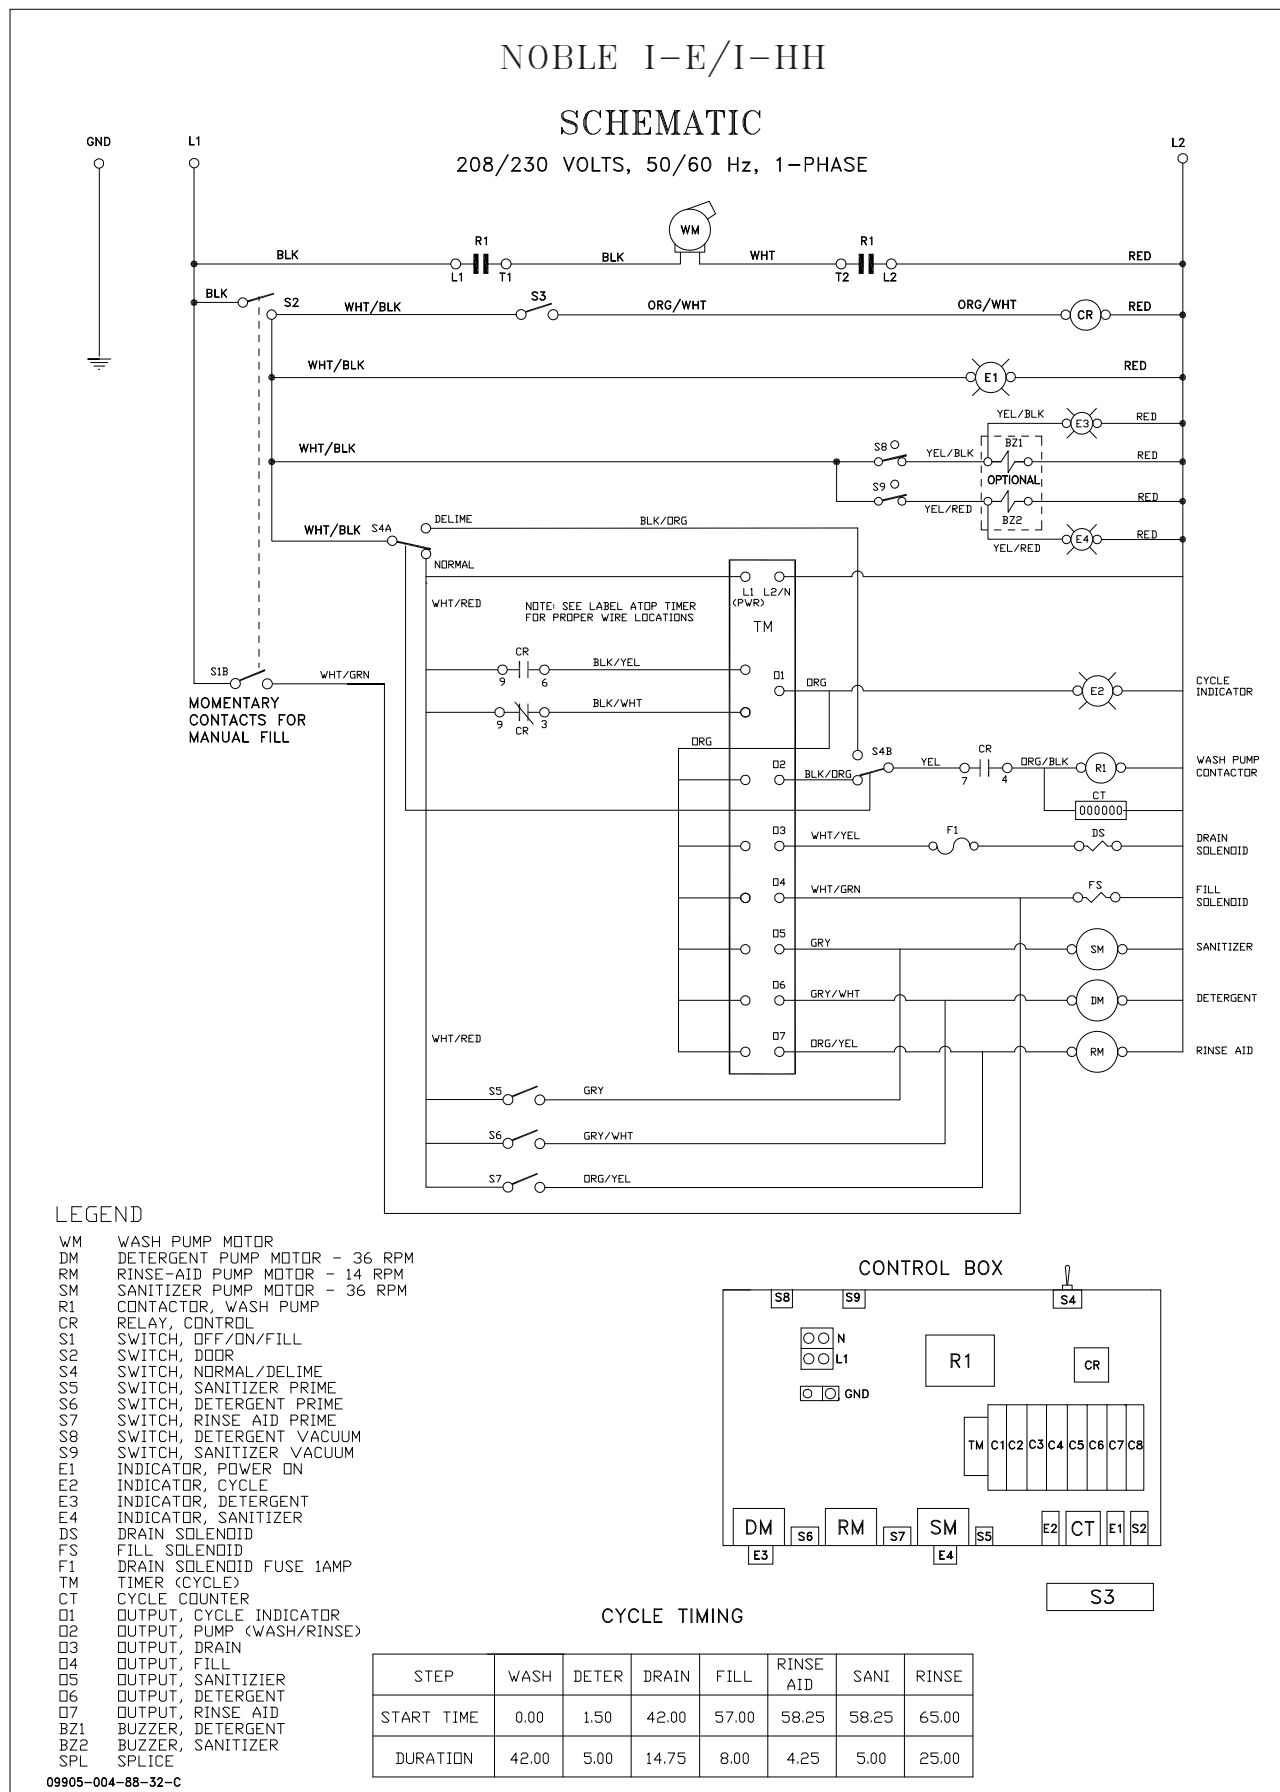 NOBLE I-E/I-HH
SCHEMATIC
208/230 VOLTS, 50/60 Hz, 1-PHASE
GND
L1
L2
BLK
R1
L1
T1
BLK
WM
WHT
R1
T2
L2
RED
BLK
S2
WHT/BLK
S3
ORG/WHT
ORG/WHT
CR
RED
WHT/BLK
E1
RED
YEL/BLK
E3
RED
WHT/BLK
S8
YEL/BLK
BZ1
RED
OPTIONAL
S9
YEL/RED
BZ2
RED
YEL/RED
E4
RED
WHT/BLK
S4A
DELIME
BLK/ORG
NORMAL
WHT/RED
NOTE: SEE LABEL ATOP TIMER
FOR PROPER WIRE LOCATIONS
L1 L2/N
(PWR)
TM
S1B
WHT/GRN
MOMENTARY
CONTACTS FOR
MANUAL FILL
CR
9
6
BLK/YEL
9
3
CR
BLK/WHT
O1
ORG
E2
CYCLE
INDICATOR
ORG
O2
BLK/ORG
S4B
YEL
CR
7
4
ORG/BLK
R1
WASH PUMP
CONTACTOR
CT
000000
O3
WHT/YEL
F1
DS
DRAIN
SOLENOID
O4
WHT/GRN
FS
FILL
SOLENOID
O5
GRY
SM
SANITIZER
O6
GRY/WHT
DM
DETERGENT
WHT/RED
O7
ORG/YEL
RM
RINSE AID
S5
GRY
S6
GRY/WHT
S7
ORG/YEL
LEGEND
WM WASH PUMP MOTOR
DM DETERGENT PUMP MOTOR - 36 RPM
RM RINSE-AID PUMP MOTOR - 14 RPM
SM SANITIZER PUMP MOTOR - 36 RPM
R1 CONTACTOR, WASH PUMP
CR RELAY, CONTROL
S1 SWITCH, OFF/ON/FILL
S2 SWITCH, DOOR
S4 SWITCH, NORMAL/DELIME
S5 SWITCH, SANITIZER PRIME
S6 SWITCH, DETERGENT PRIME
S7 SWITCH, RINSE AID PRIME
S8 SWITCH, DETERGENT VACUUM
S9 SWITCH, SANITIZER VACUUM
E1 INDICATOR, POWER ON
E2 INDICATOR, CYCLE
E3 INDICATOR, DETERGENT
E4 INDICATOR, SANITIZER
DS DRAIN SOLENOID
FS FILL SOLENOID
F1 DRAIN SOLENOID FUSE 1AMP
TM TIMER (CYCLE)
CT CYCLE COUNTER
O1 OUTPUT, CYCLE INDICATOR
O2 OUTPUT, PUMP (WASH/RINSE)
O3 OUTPUT, DRAIN
O4 OUTPUT, FILL
O5 OUTPUT, SANITIZIER
O6 OUTPUT, DETERGENT
O7 OUTPUT, RINSE AID
BZ1 BUZZER, DETERGENT
BZ2 BUZZER, SANITIZER
SPL SPLICE
09905-004-88-32-C
CONTROL BOX
S8
S9
S4
N
L1
GND
R1
CR
TM C1 C2 C3 C4 C5 C6 C7 C8
DM S6 RM S7 SM S5 E2 CT E1 S2
E3
E4
S3
CYCLE TIMING
STEP WASH DETER DRAIN FILL RINSE AID SANI RINSE
START TIME 0.00 1.50 42.00 57.00 58.25 58.25 65.00
DURATION 42.00 5.00 14.75 8.00 4.25 5.00 25.00